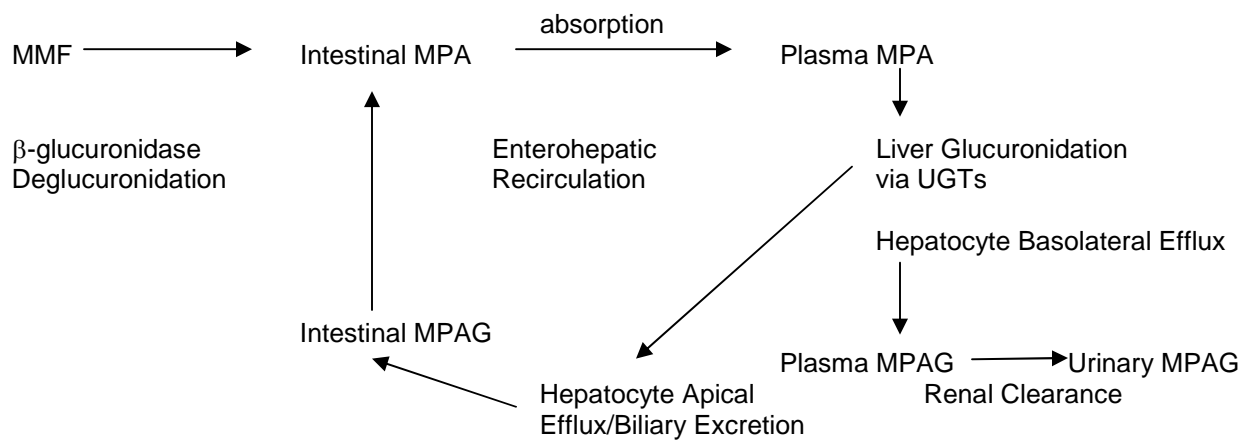 absorption
MMF
Intestinal MPA
Plasma MPA
β-glucuronidase
Deglucuronidation
Enterohepatic
Recirculation
Liver Glucuronidation
via UGTs
Hepatocyte Basolateral Efflux
Intestinal MPAG
Plasma MPAG
Urinary MPAG
Renal Clearance
Hepatocyte Apical
Efflux/Biliary Excretion